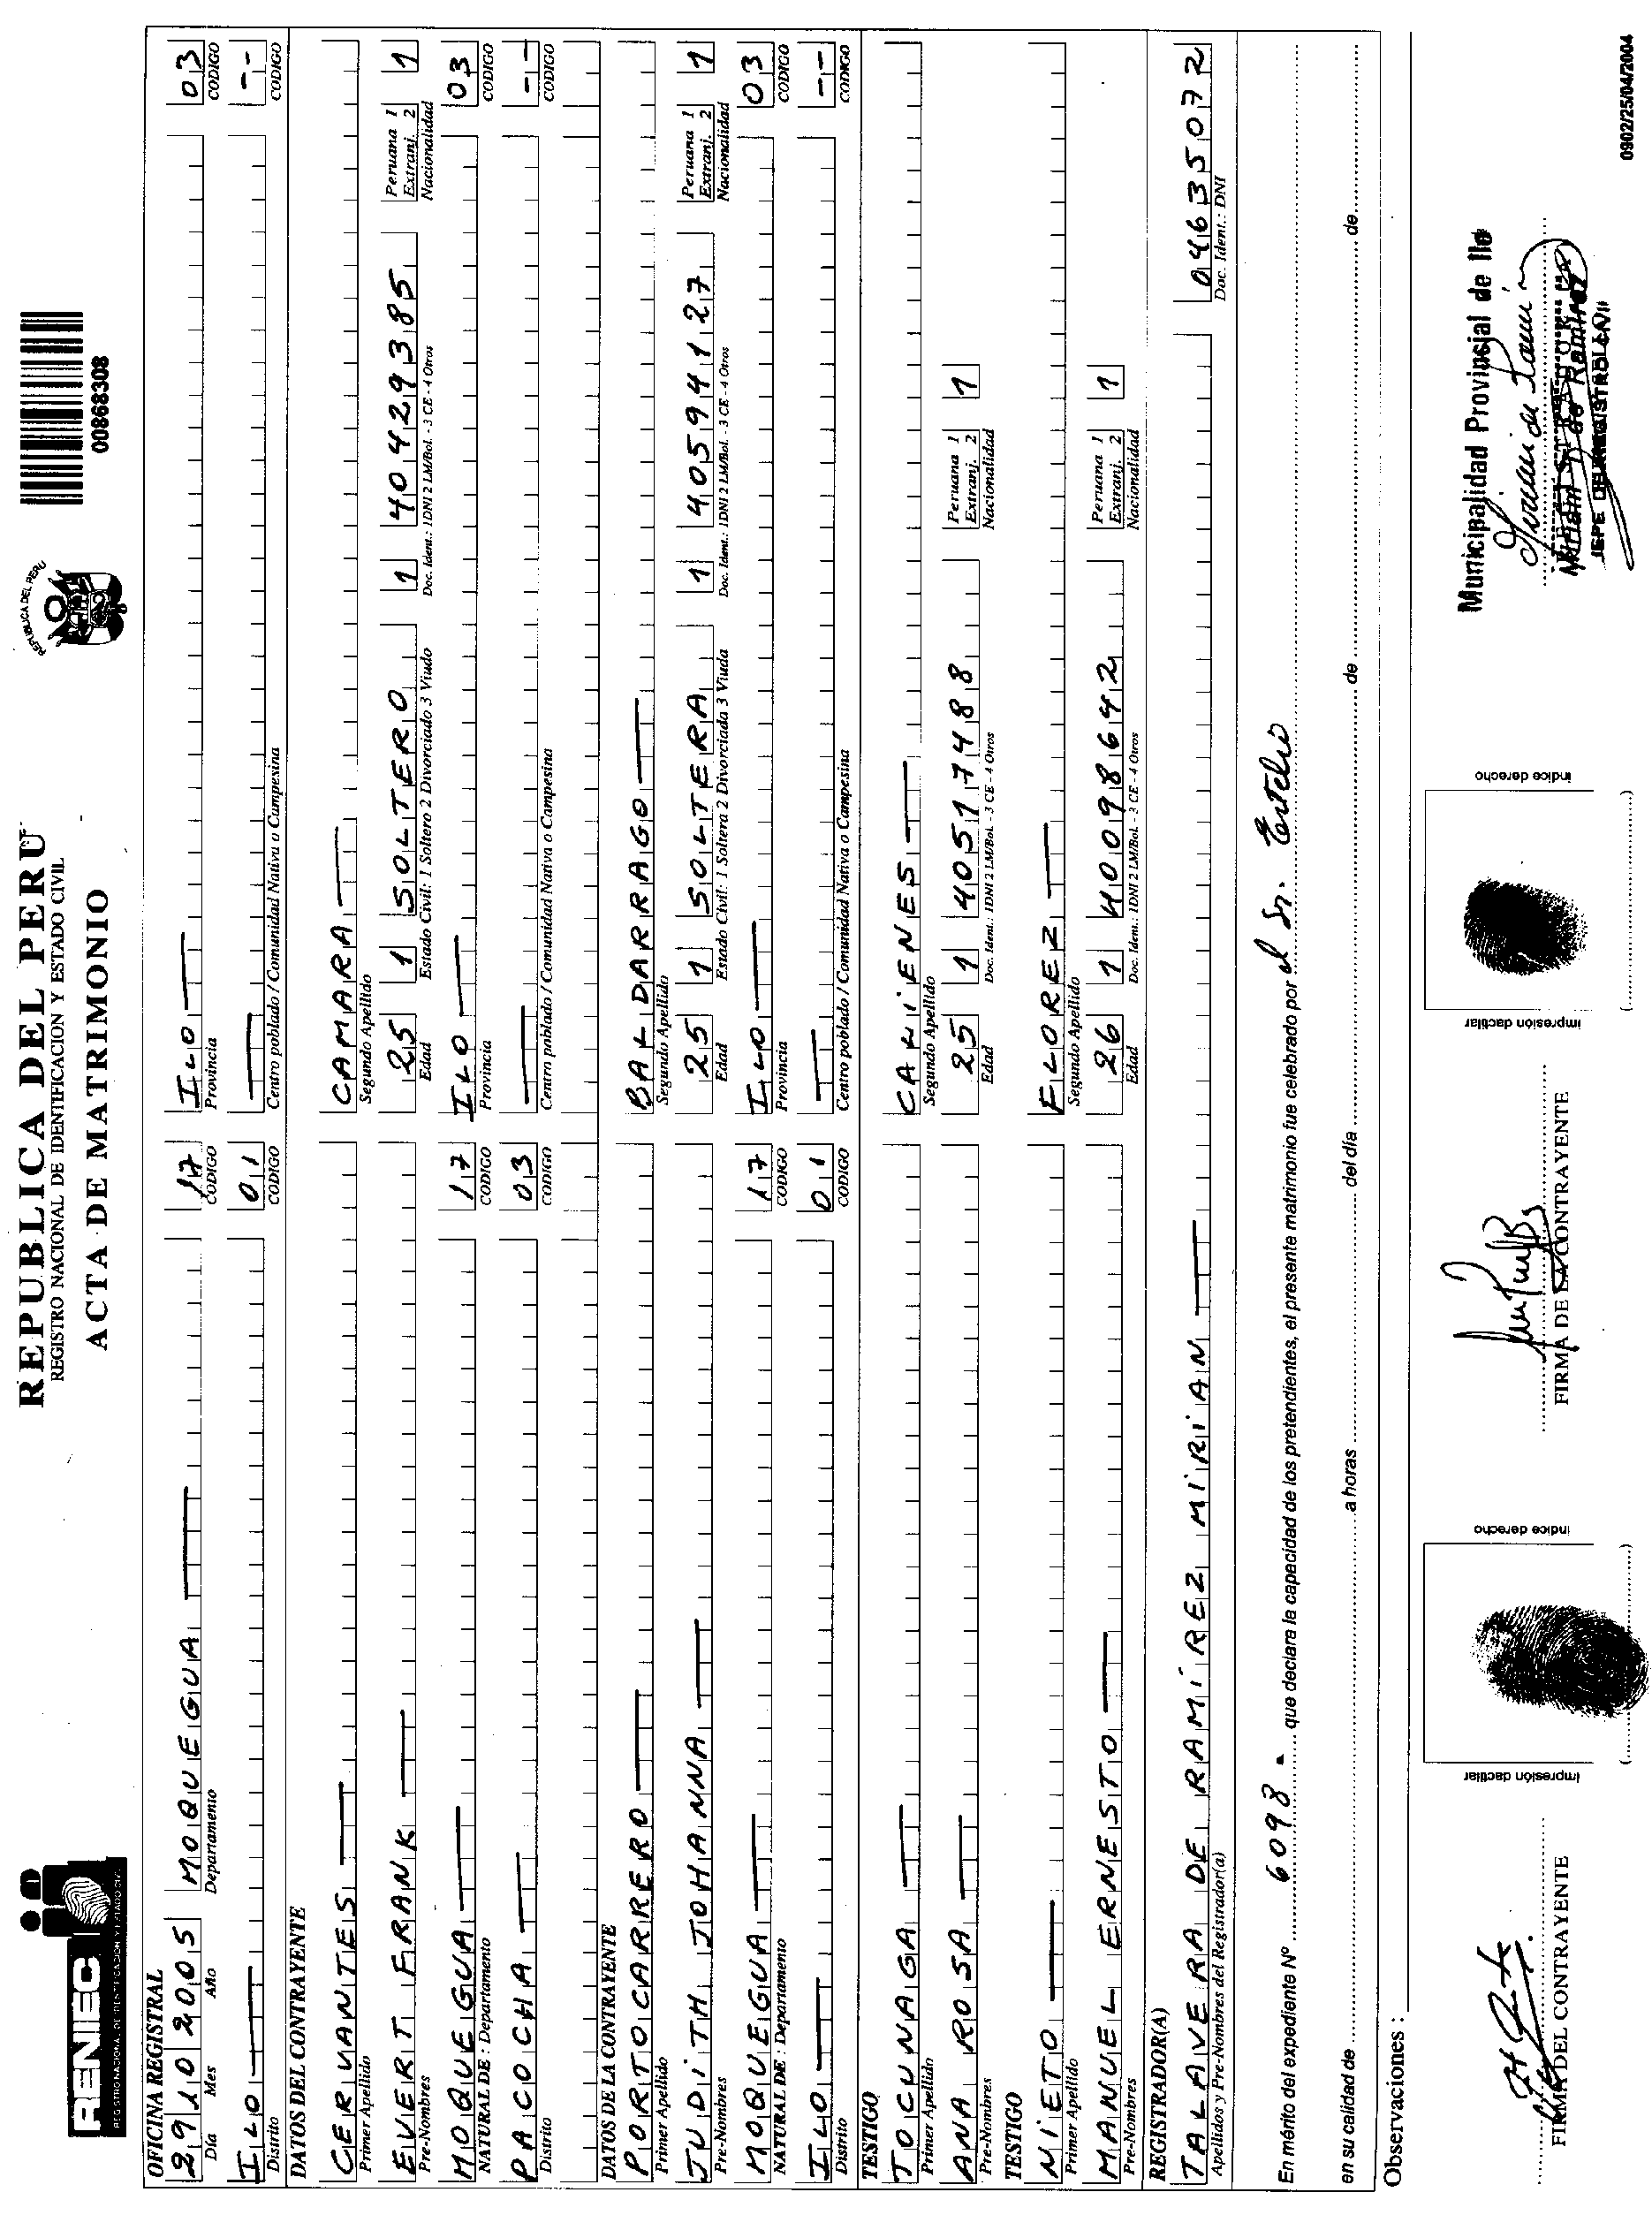 RENIEC
REGISTRO NACIONAL DE IDENTIFICACION Y ESTADO CIVIL
REPUBLICA DEL PERU
REGISTRO NACIONAL DE IDENTIFICACION Y ESTADO CIVIL
ACTA DE MATRIMONIO
REPUBLICA DEL PERU
00868308
OFICINA REGISTRAL
29 10 2005 MOQUEGUA 17 ILO 03
Día Mes Año Departamento CODIGO Provincia CODIGO
ILO 01 --
Distrito CODIGO Centro poblado / Comunidad Nativa o Campesina CODIGO
DATOS DEL CONTRAYENTE
CERVANTES CAMARA
Primer Apellido Segundo Apellido
EVERT FRANK 25 1 SOLTERO 1 40429385 Peruana 1 Extranj. 2 1
Pre-Nombres Edad Estado Civil: 1 Soltero 2 Divorciado 3 Viudo Doc. Ident.: 1DNI 2 LM/Bol. - 3 CE - 4 Otros Nacionalidad
MOQUEGUA 17 ILO 03
NATURAL DE : Departamento CODIGO Provincia CODIGO
PACOCHA 03 --
Distrito CODIGO Centro poblado / Comunidad Nativa o Campesina CODIGO
DATOS DE LA CONTRAYENTE
PORTOCARRERO BALDARRAGO
Primer Apellido Segundo Apellido
JUDITH JOHANNA 25 1 SOLTERA 1 40594127 Peruana 1 Extranj. 2 1
Pre-Nombres Edad Estado Civil: 1 Soltera 2 Divorciada 3 Viuda Doc. Ident.: 1DNI 2 LM/Bol. - 3 CE - 4 Otros Nacionalidad
MOQUEGUA 17 ILO 03
NATURAL DE : Departamento CODIGO Provincia CODIGO
ILO 01 --
Distrito CODIGO Centro poblado / Comunidad Nativa o Campesina CODIGO
TESTIGO
TOCUNAGA CAHIENES
Primer Apellido Segundo Apellido
ANA ROSA 25 1 40517488 Peruana 1 Extranj. 2 1
Pre-Nombres Edad Doc. Ident.: 1DNI 2 LM/Bol. - 3 CE - 4 Otros Nacionalidad
TESTIGO
NIETO FLOREZ
Primer Apellido Segundo Apellido
MANUEL ERNESTO 26 1 40098642 Peruana 1 Extranj. 2 1
Pre-Nombres Edad Doc. Ident.: 1DNI 2 LM/Bol. - 3 CE - 4 Otros Nacionalidad
REGISTRADOR(A)
TALAVERA DE RAMIREZ MIRIAN 04635072
Apellidos y Pre-Nombres del Registrador(a) Doc. Ident.: DNI
En mérito del expediente Nº 6098 - que declara la capacidad de los pretendientes, el presente matrimonio fue celebrado por el Sr.
en su calidad de a horas del día de de
Observaciones :
Municipalidad Provincial de Ilo
FIRMA DEL CONTRAYENTE impresión dactilar índice derecho FIRMA DE LA CONTRAYENTE impresión dactilar índice derecho
0902/25/04/2004